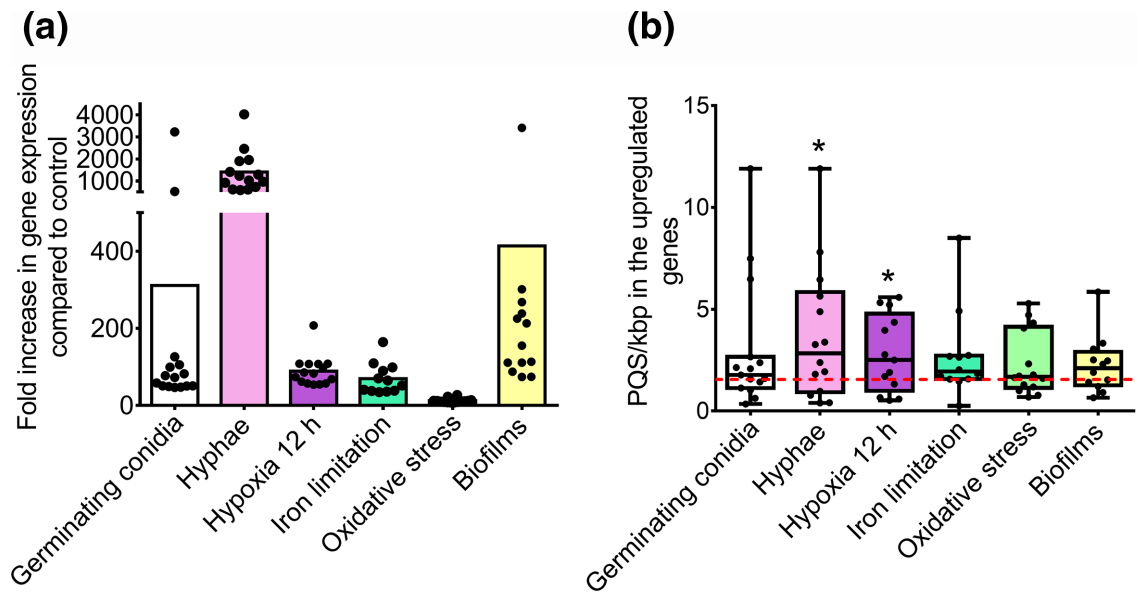 (a)
Fold increase in gene expression
compared to control
4000
3000
2000
1000
400
200
0
Germinating conidia
Hyphae
Hypoxia 12 h
Iron limitation
Oxidative stress
Biofilms
(b)
PQS/kbp in the upregulated
genes
15
10
5
0
*
*
Germinating conidia
Hyphae
Hypoxia 12 h
Iron limitation
Oxidative stress
Biofilms